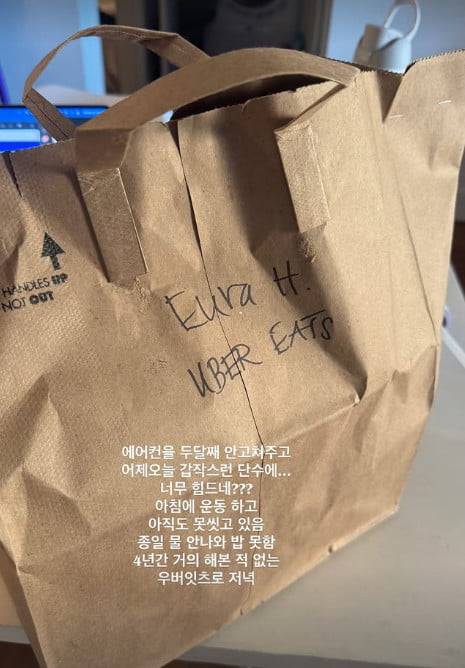 HANDLES UP
NOT OUT
Eura H.
UBER EATS
에어컨을 두달째 안고쳐주고
어제오늘 갑작스런 단수에...
너무 힘드네???
아침에 운동 하고
아직도 못씻고 있음
종일 물 안나와 밥 못함
4년간 거의 해본 적 없는
우버잇츠로 저녁